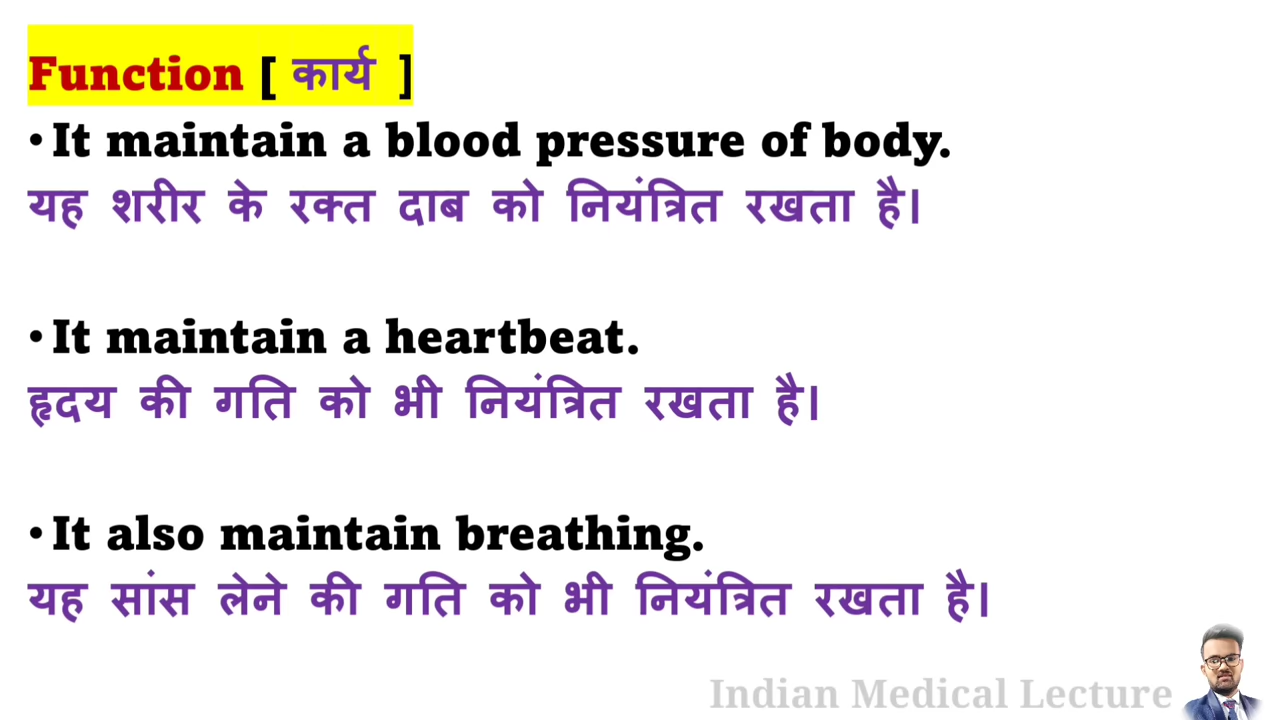 Function [ कार्य ]
• It maintain a blood pressure of body.
यह शरीर के रक्त दाब को नियंत्रित रखता है।
• It maintain a heartbeat.
हृदय की गति को भी नियंत्रित रखता है।
• It also maintain breathing.
यह सांस लेने की गति को भी नियंत्रित रखता है।
Indian Medical Lecture